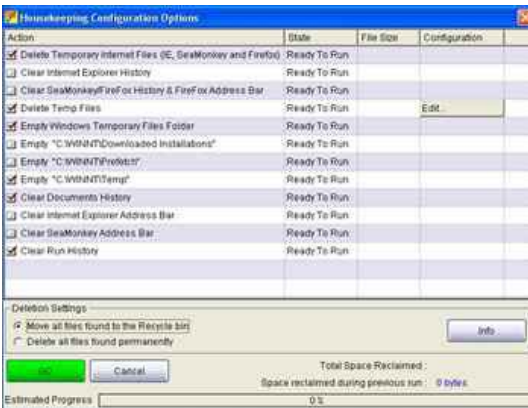 Housekeeping Configuration Options
Action State File Size Configuration
Delete Temporary Internet Files (IE, SeaMonkey and Firefox) Ready To Run
Clear Internet Explorer History Ready To Run
Clear SeaMonkey/FireFox History & FireFox Address Bar Ready To Run
Delete Temp Files Ready To Run Edit...
Empty Windows Temporary Files Folder Ready To Run
Empty "C:\WINNT\Downloaded Installations" Ready To Run
Empty "C:\WINNT\Prefetch" Ready To Run
Empty "C:\WINNT\Temp" Ready To Run
Clear Documents History Ready To Run
Clear Internet Explorer Address Bar Ready To Run
Clear SeaMonkey Address Bar Ready To Run
Clear Run History Ready To Run
Deletion Settings
Move all files found to the Recycle bin
Delete all files found permanently
Info
GO Cancel
Total Space Reclaimed :
Space reclaimed during previous run : 0 bytes
Estimated Progress 0 %